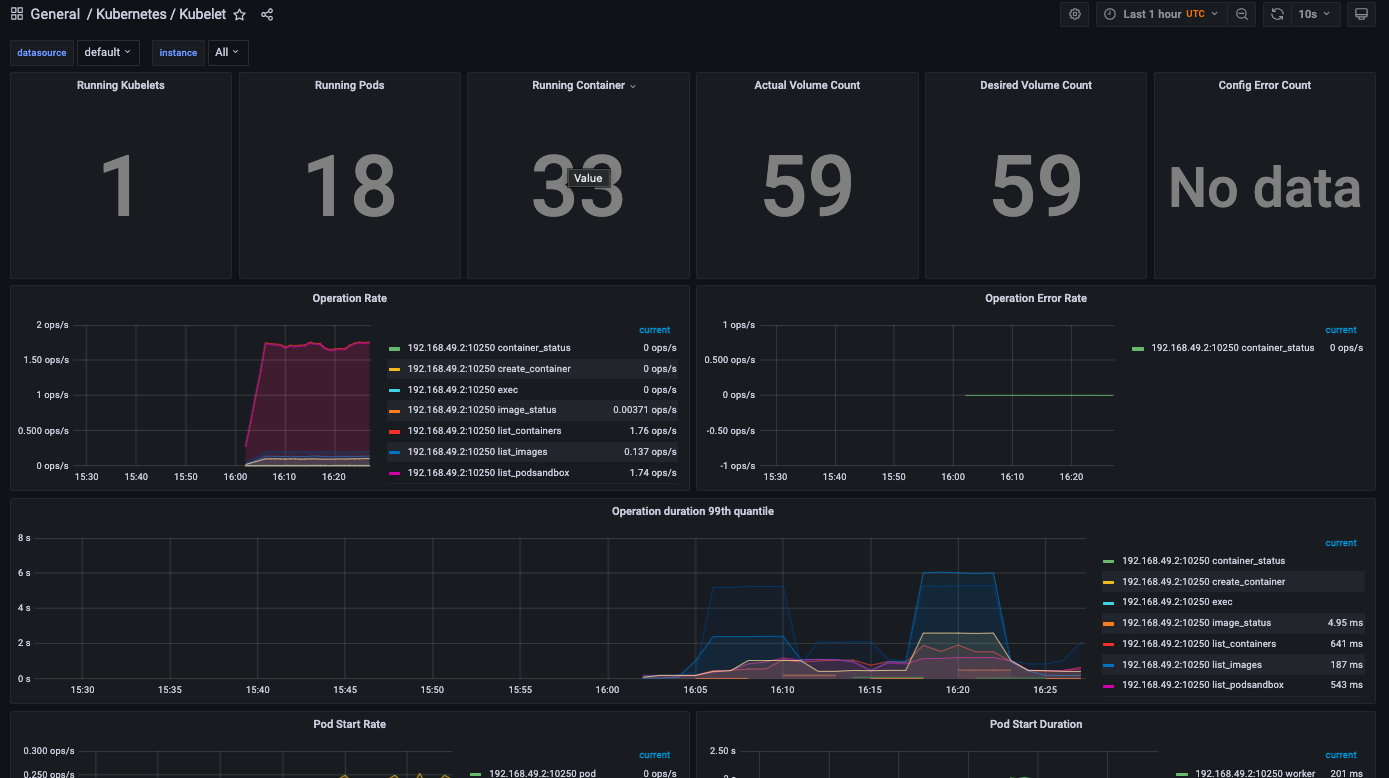 General / Kubernetes / Kubelet
Last 1 hour UTC
10s
datasource default instance All
Running Kubelets
1
Running Pods
18
Running Container
33
Value
Actual Volume Count
59
Desired Volume Count
59
Config Error Count
No data
Operation Rate
2 ops/s
1.50 ops/s
1 ops/s
0.500 ops/s
0 ops/s
15:30 15:40 15:50 16:00 16:10 16:20
current
192.168.49.2:10250 container_status 0 ops/s
192.168.49.2:10250 create_container 0 ops/s
192.168.49.2:10250 exec 0 ops/s
192.168.49.2:10250 image_status 0.00371 ops/s
192.168.49.2:10250 list_containers 1.76 ops/s
192.168.49.2:10250 list_images 0.137 ops/s
192.168.49.2:10250 list_podsandbox 1.74 ops/s
Operation Error Rate
1 ops/s
0.500 ops/s
0 ops/s
-0.50 ops/s
-1 ops/s
15:30 15:40 15:50 16:00 16:10 16:20
current
192.168.49.2:10250 container_status 0 ops/s
Operation duration 99th quantile
8 s
6 s
4 s
2 s
0 s
15:30 15:35 15:40 15:45 15:50 15:55 16:00 16:05 16:10 16:15 16:20 16:25
current
192.168.49.2:10250 container_status
192.168.49.2:10250 create_container
192.168.49.2:10250 exec
192.168.49.2:10250 image_status 4.95 ms
192.168.49.2:10250 list_containers 641 ms
192.168.49.2:10250 list_images 187 ms
192.168.49.2:10250 list_podsandbox 543 ms
Pod Start Rate
0.300 ops/s
0.250 ops/s
current
192.168.49.2:10250 pod 0 ops/s
Pod Start Duration
2.50 s
current
192.168.49.2:10250 worker 201 ms